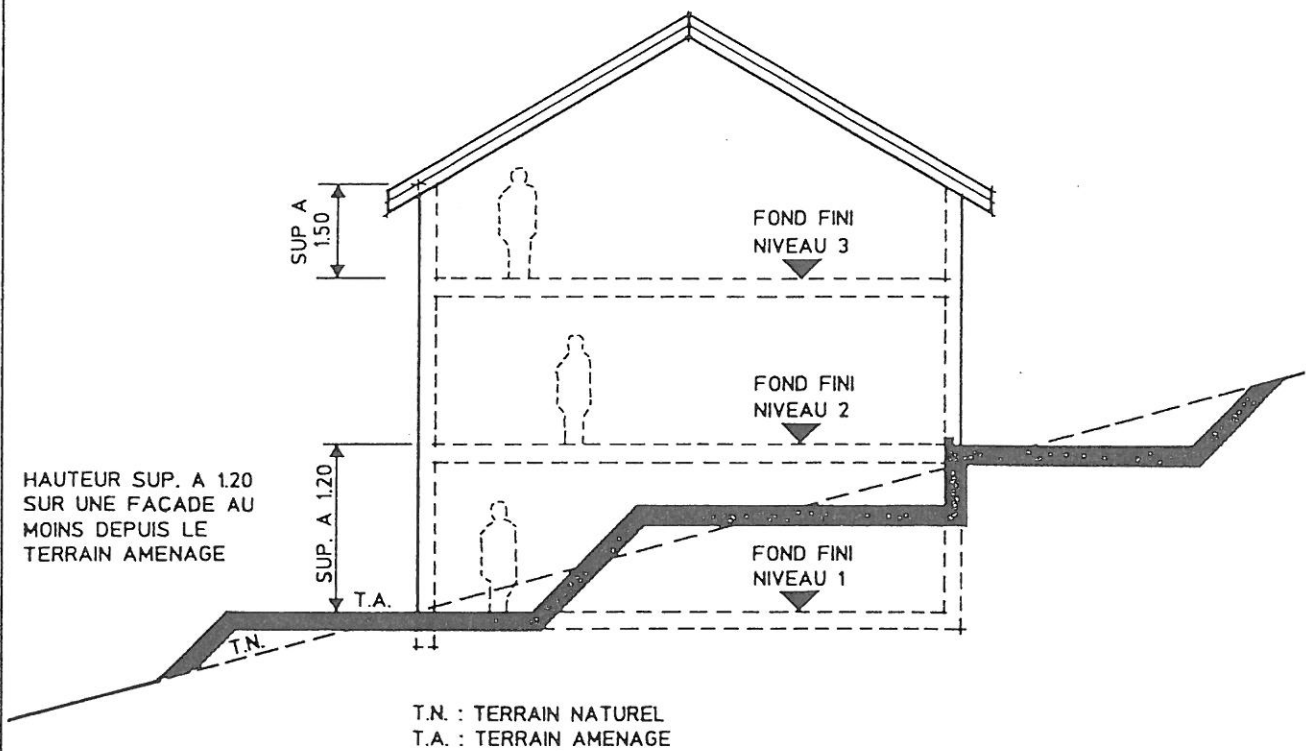 SUP A
1.50
FOND FINI
NIVEAU 3
FOND FINI
NIVEAU 2
HAUTEUR SUP. A 1.20
SUR UNE FACADE AU
MOINS DEPUIS LE
TERRAIN AMENAGE
SUP. A 1.20
FOND FINI
NIVEAU 1
T.A.
T.N.
T.N. : TERRAIN NATUREL
T.A. : TERRAIN AMENAGE